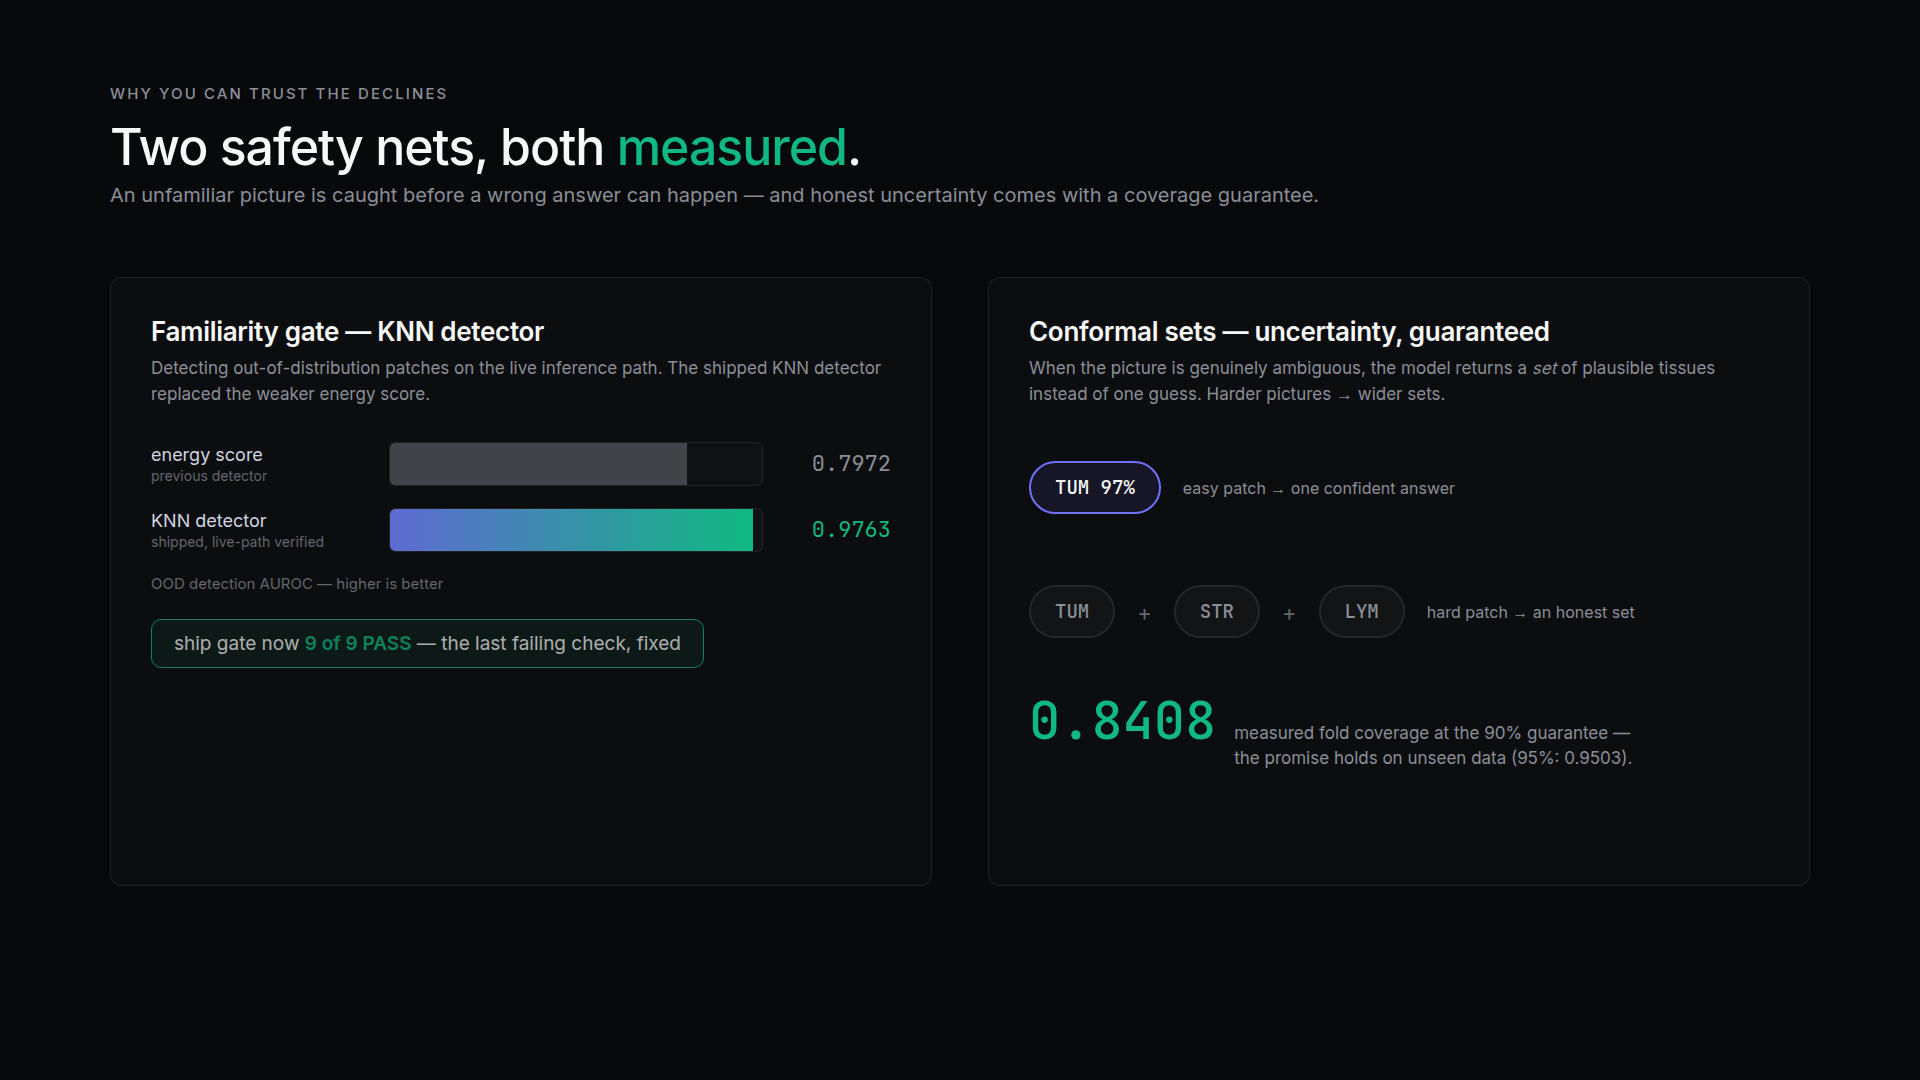 WHY YOU CAN TRUST THE DECLINES
Two safety nets, both measured.
An unfamiliar picture is caught before a wrong answer can happen — and honest uncertainty comes with a coverage guarantee.
Familiarity gate — KNN detector
Detecting out-of-distribution patches on the live inference path. The shipped KNN detector
replaced the weaker energy score.
energy score
previous detector
0.7972
KNN detector
shipped, live-path verified
0.9763
OOD detection AUROC — higher is better
ship gate now 9 of 9 PASS — the last failing check, fixed
Conformal sets — uncertainty, guaranteed
When the picture is genuinely ambiguous, the model returns a set of plausible tissues
instead of one guess. Harder pictures → wider sets.
TUM 97% easy patch → one confident answer
TUM + STR + LYM hard patch → an honest set
0.8408
measured fold coverage at the 90% guarantee —
the promise holds on unseen data (95%: 0.9503).